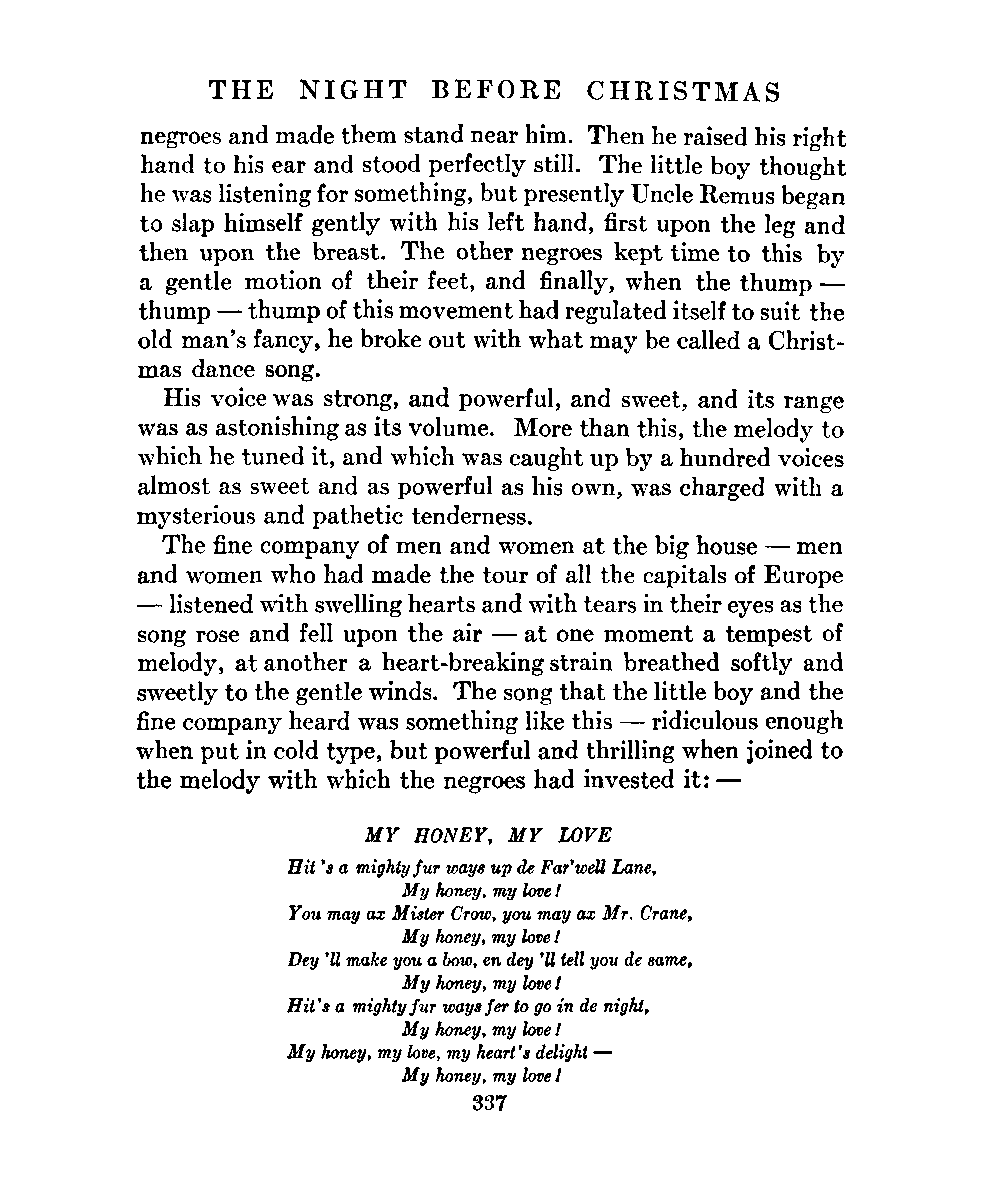 THE NIGHT BEFORE CHRISTMAS
negroes and made them stand near him. Then he raised his right
hand to his ear and stood perfectly still. The little boy thought
he was listening for something, but presently Uncle Remus began
to slap himself gently with his left hand, first upon the leg and
then upon the breast. The other negroes kept time to this by
a gentle motion of their feet, and finally, when the thump —
thump — thump of this movement had regulated itself to suit the
old man's fancy, he broke out with what may be called a Christ-
mas dance song.
His voice was strong, and powerful, and sweet, and its range
was as astonishing as its volume. More than this, the melody to
which he tuned it, and which was caught up by a hundred voices
almost as sweet and as powerful as his own, was charged with a
mysterious and pathetic tenderness.
The fine company of men and women at the big house — men
and women who had made the tour of all the capitals of Europe
— listened with swelling hearts and with tears in their eyes as the
song rose and fell upon the air — at one moment a tempest of
melody, at another a heart-breaking strain breathed softly and
sweetly to the gentle winds. The song that the little boy and the
fine company heard was something like this — ridiculous enough
when put in cold type, but powerful and thrilling when joined to
the melody with which the negroes had invested it: —
MY HONEY, MY LOVE
Hit 's a mighty fur ways up de Far'well Lane,
My honey, my love!
You may ax Mister Crow, you may ax Mr. Crane,
My honey, my love!
Dey 'll make you a bow, en dey 'll tell you de same,
My honey, my love!
Hit's a mighty fur ways fer to go in de night,
My honey, my love!
My honey, my love, my heart's delight —
My honey, my love!
337